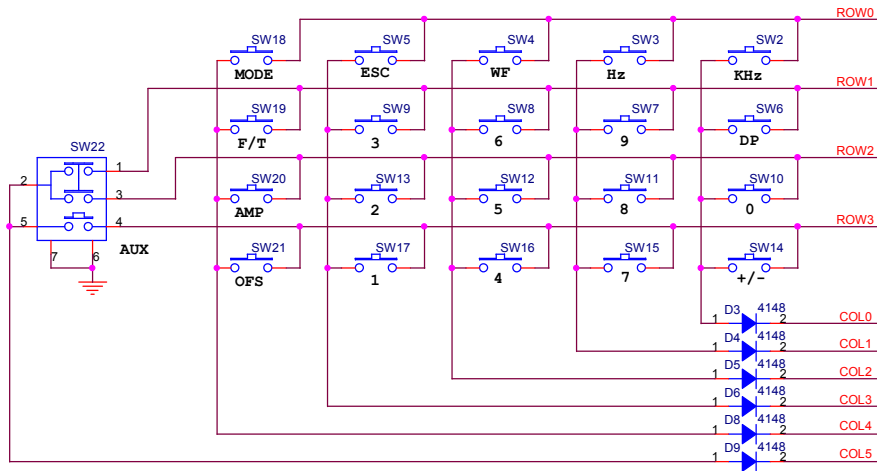 ROW0
SW18 SW5 SW4 SW3 SW2
MODE ESC WF Hz KHz
ROW1
SW19 SW9 SW8 SW7 SW6
F/T 3 6 9 DP
SW22
ROW2
1
2
SW20 SW13 SW12 SW11 SW10
3
AMP 2 5 8 0
ROW3
5 4
AUX
SW21 SW17 SW16 SW15 SW14
7 6
OFS 1 4 7 +/-
D3 4148
1 2 COL0
D4 4148
1 2 COL1
D5 4148
1 2 COL2
D6 4148
1 2 COL3
D8 4148
1 2 COL4
D9 4148
1 2 COL5